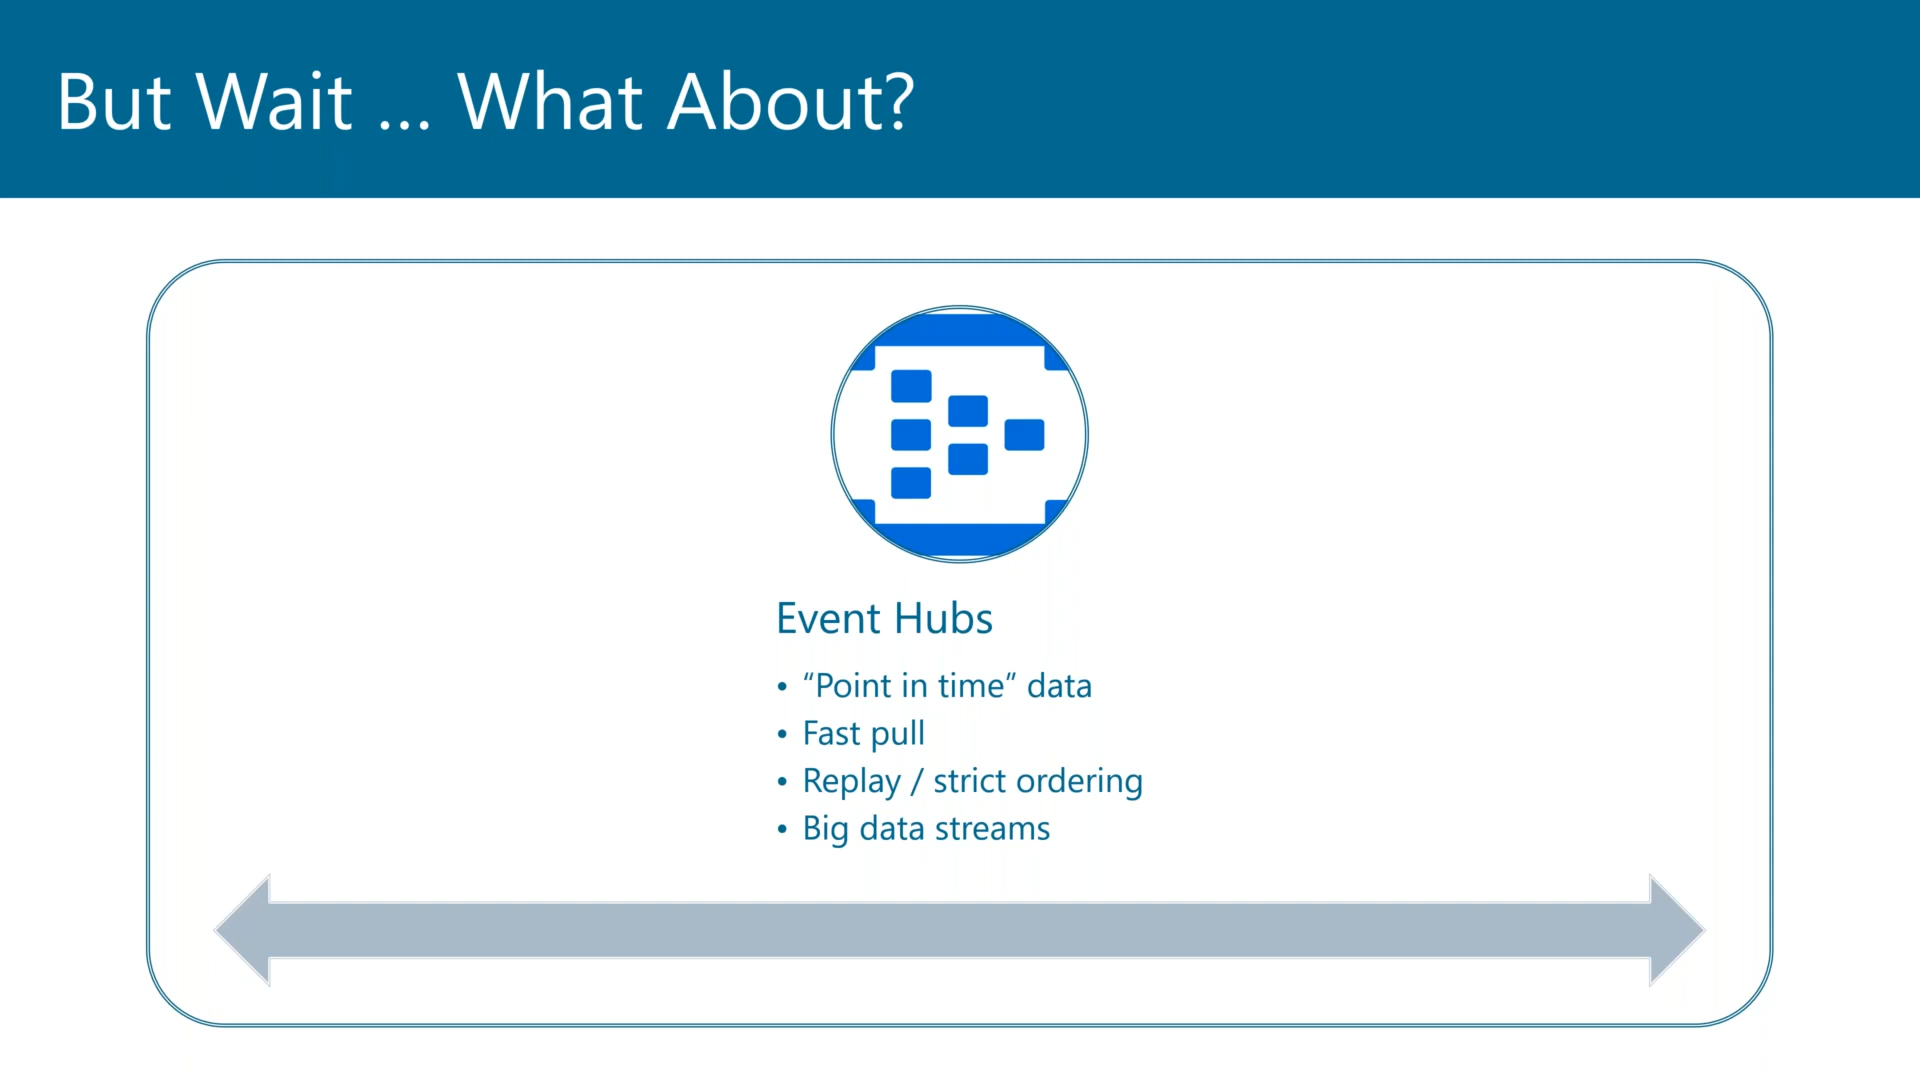 But Wait ... What About?
Event Hubs
• “Point in time” data
• Fast pull
• Replay / strict ordering
• Big data streams